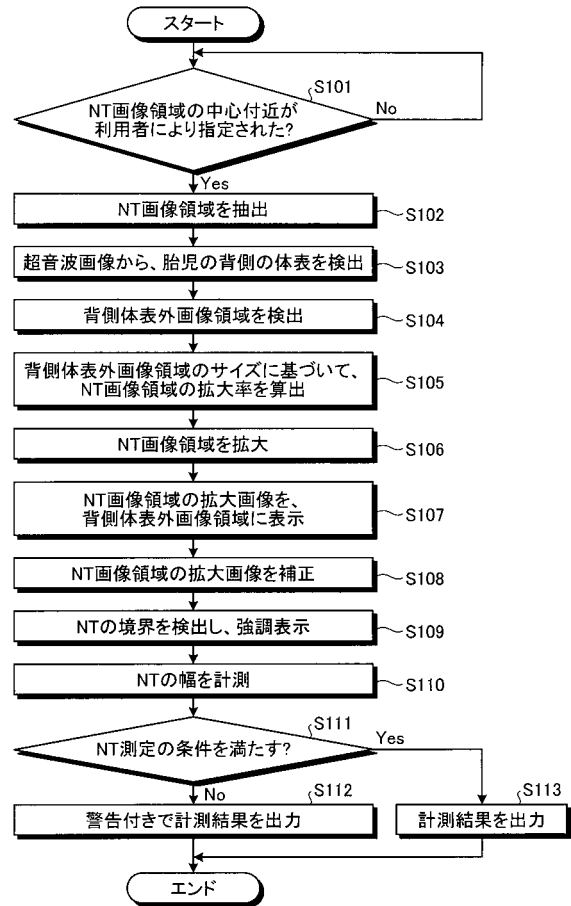 スタート
S101
NT画像領域の中心付近が
利用者により指定された?
No
Yes
NT画像領域を抽出
S102
超音波画像から、胎児の背側の体表を検出
S103
背側体表外画像領域を検出
S104
背側体表外画像領域のサイズに基づいて、
NT画像領域の拡大率を算出
S105
NT画像領域を拡大
S106
NT画像領域の拡大画像を、
背側体表外画像領域に表示
S107
NT画像領域の拡大画像を補正
S108
NTの境界を検出し、強調表示
S109
NTの幅を計測
S110
S111
NT測定の条件を満たす?
Yes
No
S112
S113
警告付きで計測結果を出力
計測結果を出力
エンド